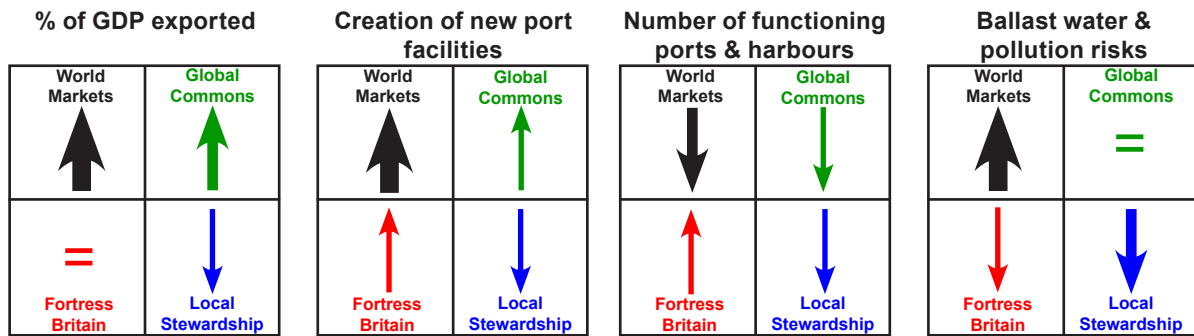 % of GDP exported
World
Markets
Global
Commons
=
Fortress
Britain
Local
Stewardship
Creation of new port
facilities
World
Markets
Global
Commons
Fortress
Britain
Local
Stewardship
Number of functioning
ports & harbours
World
Markets
Global
Commons
Fortress
Britain
Local
Stewardship
Ballast water &
pollution risks
World
Markets
Global
Commons
=
Fortress
Britain
Local
Stewardship